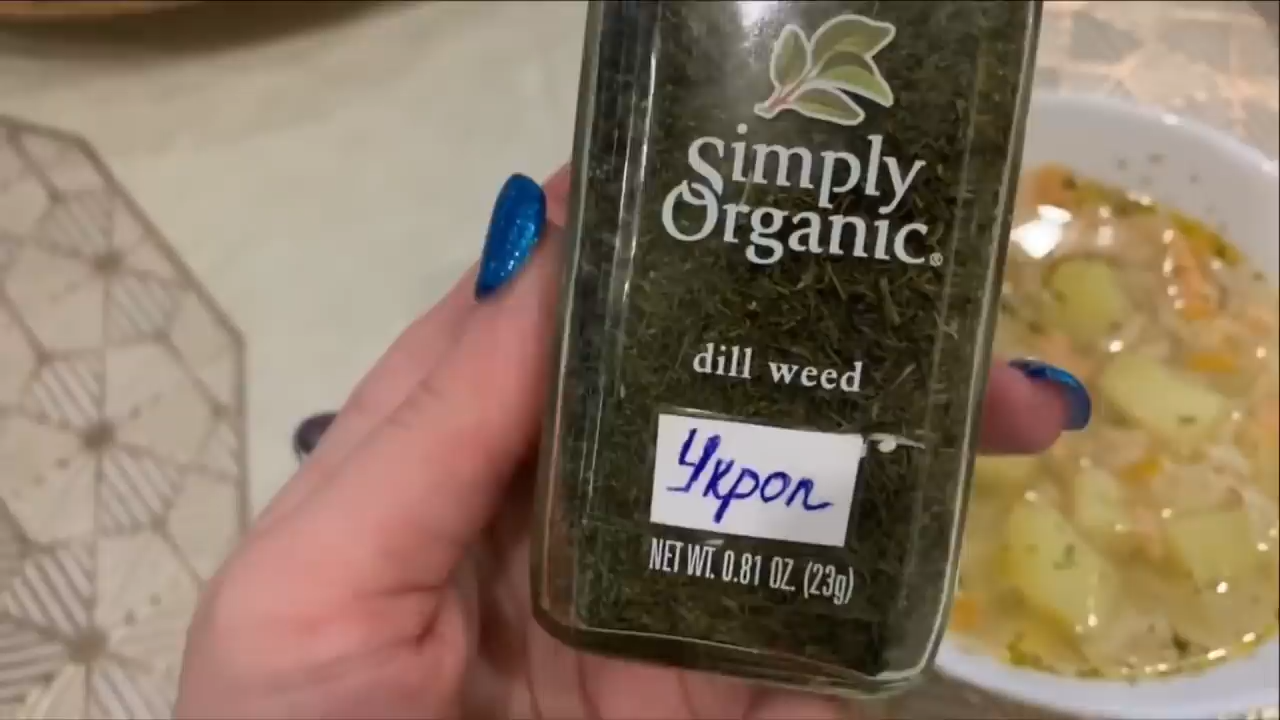 Simply
Organic®
dill weed
Укроп
NET WT. 0.81 OZ. (23g)